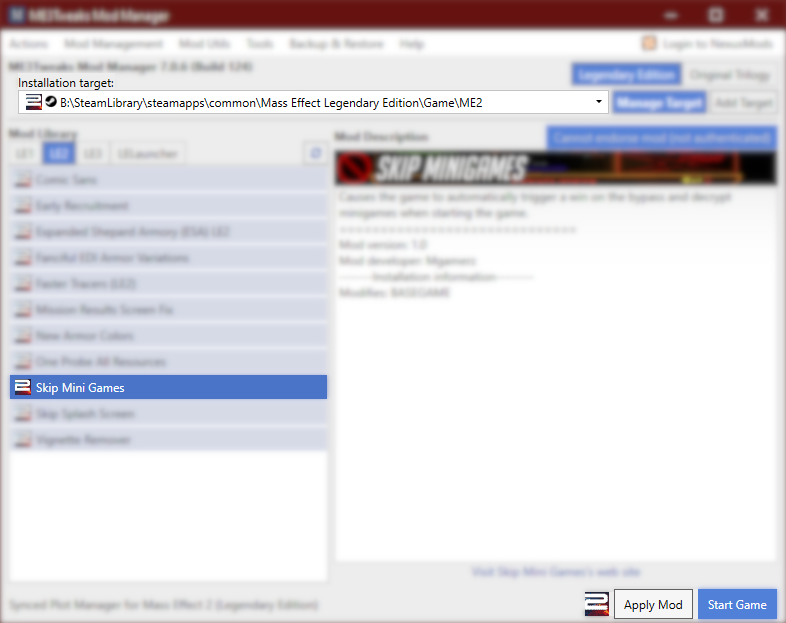 ME3Tweaks Mod Manager
Actions Mod Management Mod Utils Tools Backup & Restore Help Login to NexusMods
ME3Tweaks Mod Manager 7.0.6 (Build 124) Legendary Edition Original Trilogy
Installation target:
B:\SteamLibrary\steamapps\common\Mass Effect Legendary Edition\Game\ME2 Manage Target Add Target
Mod Library Mod Description Cannot endorse mod (not authenticated)
LE1 LE2 LE3 LELauncher
SKIP MINIGAMES
Comic Sans
Causes the game to automatically trigger a win on the bypass and decrypt
minigames when starting the game.
Early Recruitment
Expanded Shepard Armory (ESA) LE2
Mod version: 1.0
Fanciful EDI Armor Variations
Mod developer: Mgamerz
--------Installation information--------
Faster Tracers (LE2)
Modifies: BASEGAME
Mission Results Screen Fix
New Armor Colors
One Probe All Resources
Skip Mini Games
Skip Splash Screen
Vignette Remover
Visit Skip Mini Games's web site
Synced Plot Manager for Mass Effect 2 (Legendary Edition) Apply Mod Start Game